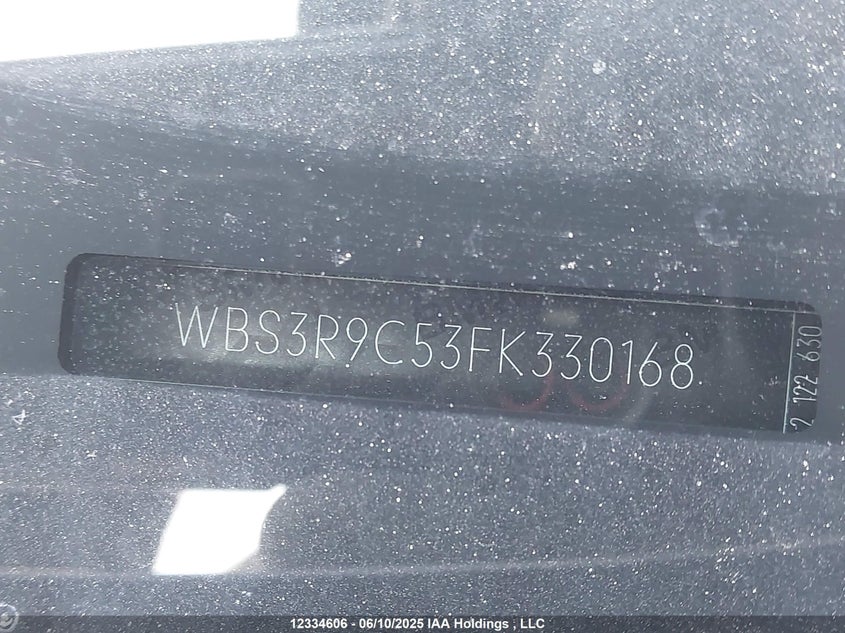 WBS3R9C53FK330168
2 122 630
12334606 - 06/10/2025 IAA Holdings , LLC